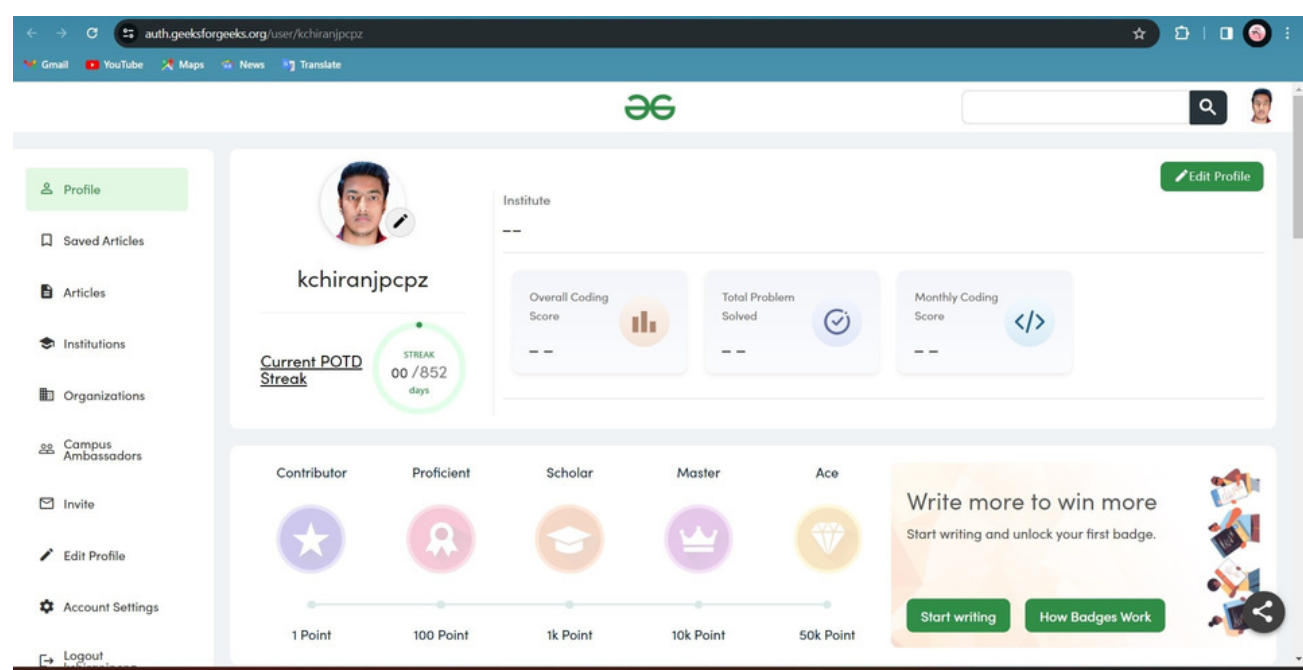 auth.geeksforgeeks.org/user/kchiranjpcpz
Gmail YouTube Maps News Translate
Profile
Saved Articles
Articles
Institutions
Organizations
Campus
Ambassadors
Invite
Edit Profile
Account Settings
Logout
Edit Profile
kchiranjpcpz
Current POTD
Streak
STREAK
00 /852
days
Institute
--
Overall Coding
Score
--
Total Problem
Solved
--
Monthly Coding
Score
</>
--
Contributor Proficient Scholar Master Ace
1 Point 100 Point 1k Point 10k Point 50k Point
Write more to win more
Start writing and unlock your first badge.
Start writing How Badges Work